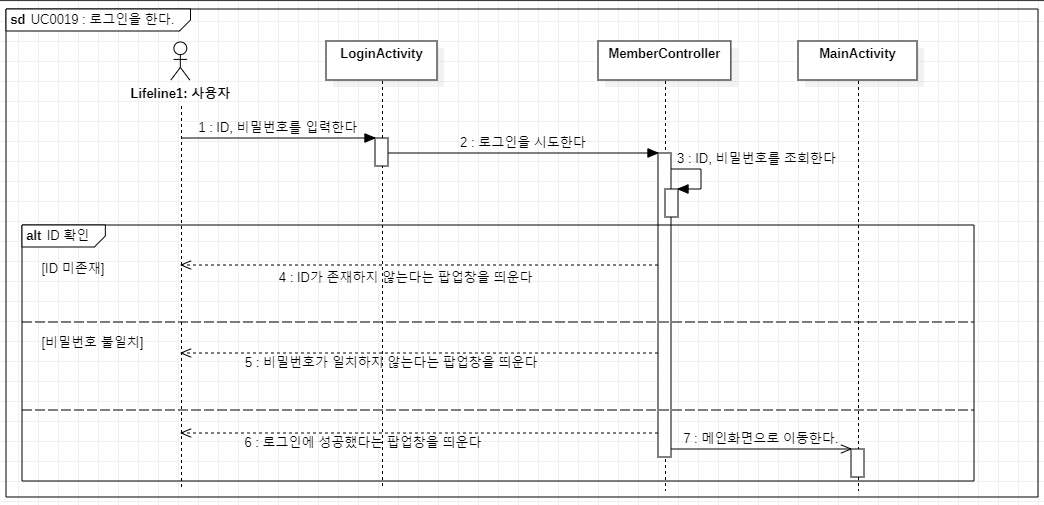 sd UC0019 : 로그인을 한다.
LoginActivity
MemberController
MainActivity
Lifeline1: 사용자
1 : ID, 비밀번호를 입력한다
2 : 로그인을 시도한다
3 : ID, 비밀번호를 조회한다
alt ID 확인
[ID 미존재]
4 : ID가 존재하지 않는다는 팝업창을 띄운다
[비밀번호 불일치]
5 : 비밀번호가 일치하지 않는다는 팝업창을 띄운다
6 : 로그인에 성공했다는 팝업창을 띄운다
7 : 메인화면으로 이동한다.